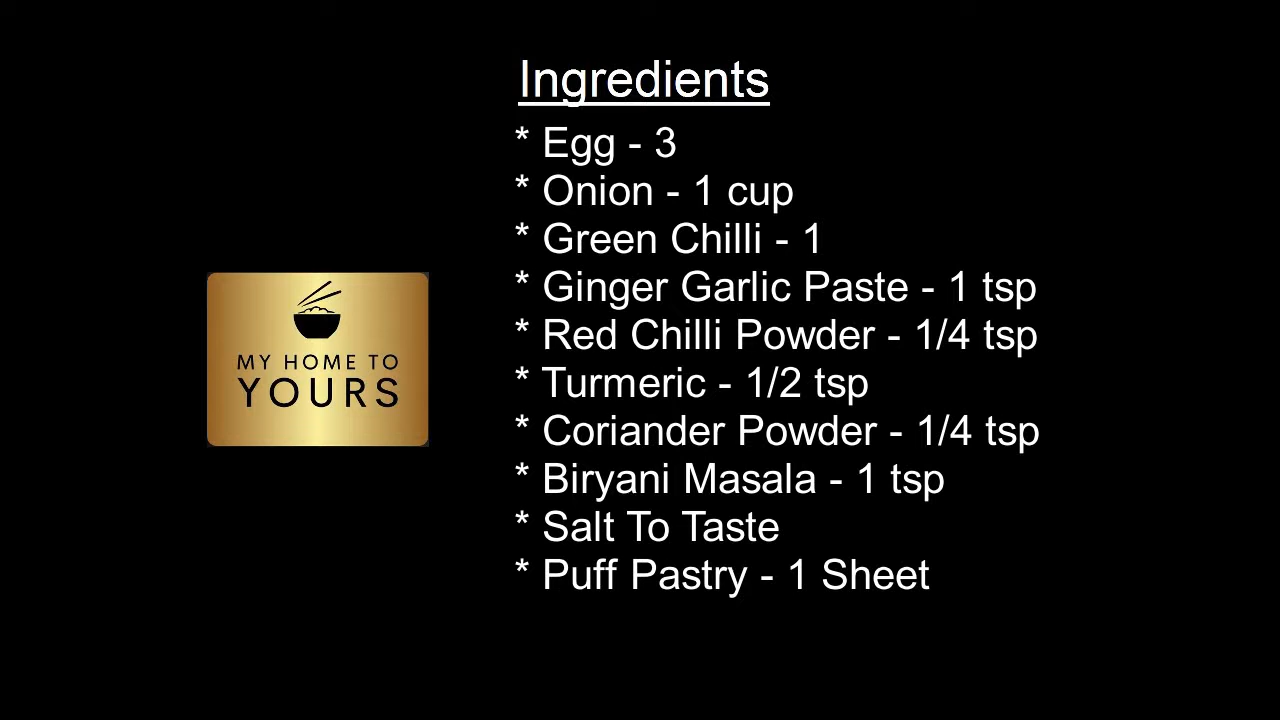 Ingredients
* Egg - 3
* Onion - 1 cup
* Green Chilli - 1
* Ginger Garlic Paste - 1 tsp
* Red Chilli Powder - 1/4 tsp
* Turmeric - 1/2 tsp
* Coriander Powder - 1/4 tsp
* Biryani Masala - 1 tsp
* Salt To Taste
* Puff Pastry - 1 Sheet
MY HOME TO
YOURS